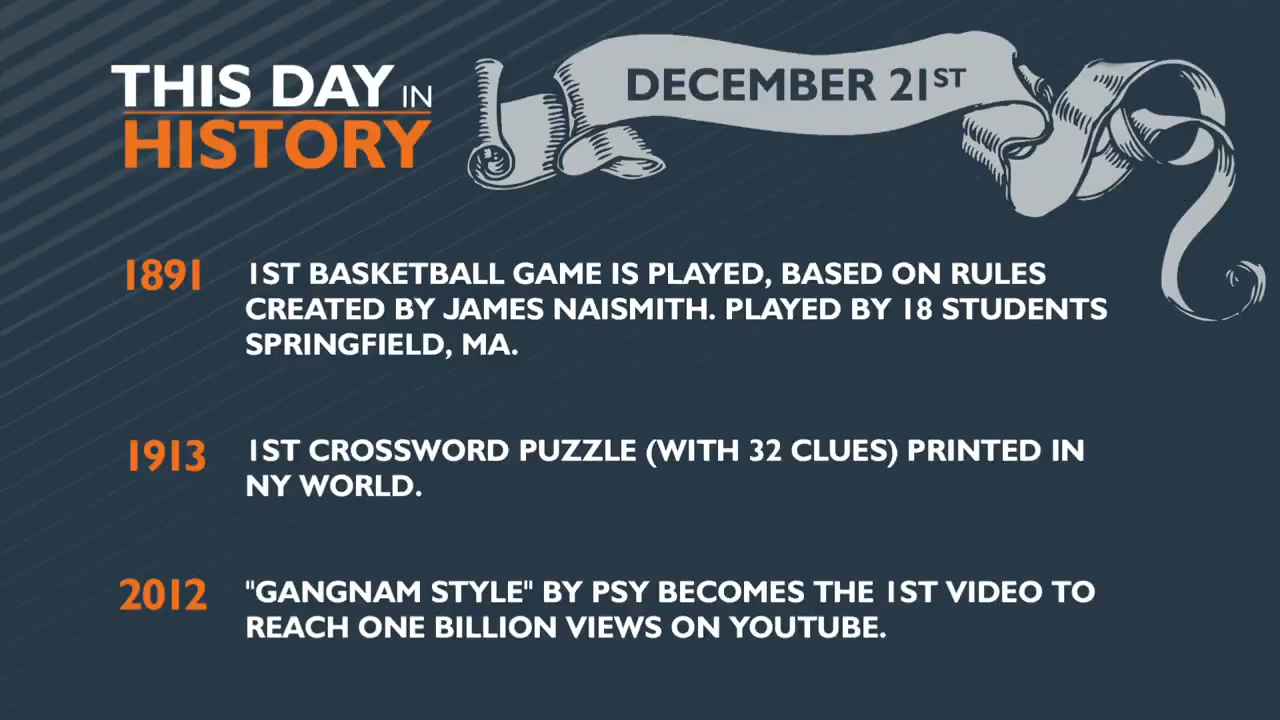 THIS DAY IN
HISTORY
DECEMBER 21ST
1891
1ST BASKETBALL GAME IS PLAYED, BASED ON RULES
CREATED BY JAMES NAISMITH. PLAYED BY 18 STUDENTS
SPRINGFIELD, MA.
1913
1ST CROSSWORD PUZZLE (WITH 32 CLUES) PRINTED IN
NY WORLD.
2012
"GANGNAM STYLE" BY PSY BECOMES THE 1ST VIDEO TO
REACH ONE BILLION VIEWS ON YOUTUBE.